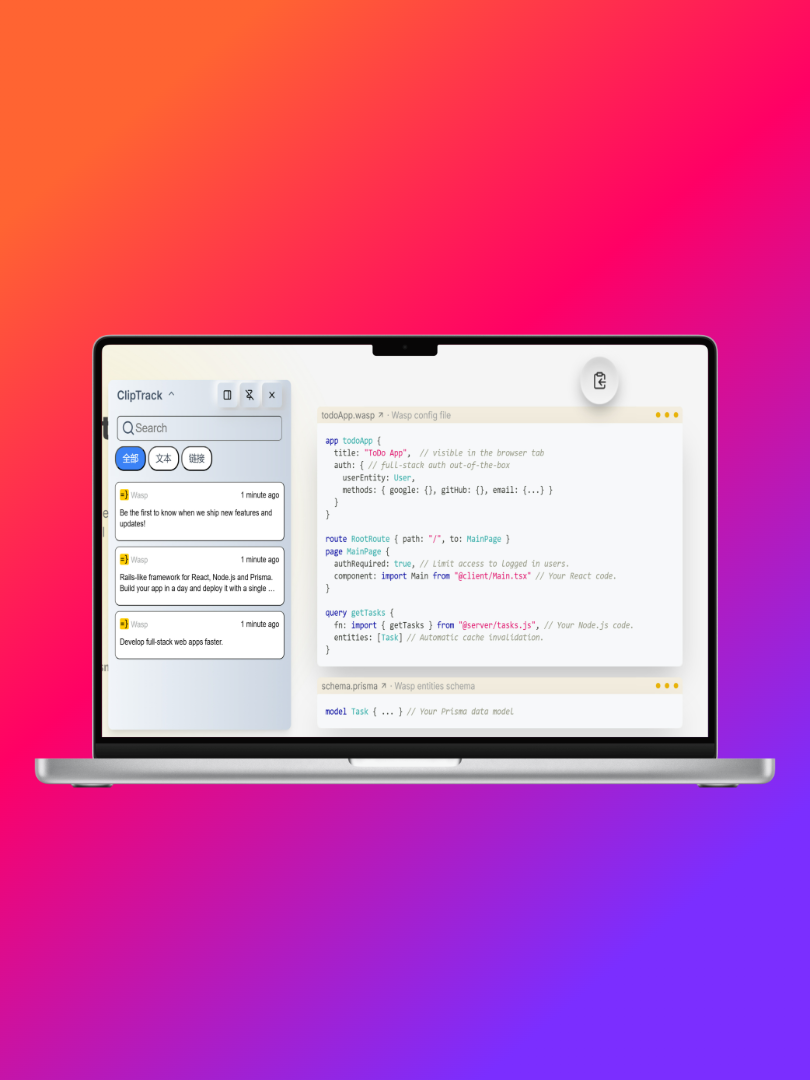 ClipTrack
Search
全部 文本 链接
=} Wasp 1 minute ago
Be the first to know when we ship new features and
updates!
=} Wasp 1 minute ago
Rails-like framework for React, Node.js and Prisma.
Build your app in a day and deploy it with a single ...
=} Wasp 1 minute ago
Develop full-stack web apps faster.
todoApp.wasp ↗ · Wasp config file
app todoApp {
title: "ToDo App", // visible in the browser tab
auth: { // full-stack auth out-of-the-box
userEntity: User,
methods: { google: {}, gitHub: {}, email: {...} }
}
}
route RootRoute { path: "/", to: MainPage }
page MainPage {
authRequired: true, // Limit access to logged in users.
component: import Main from "@client/Main.tsx" // Your React code.
}
query getTasks {
fn: import { getTasks } from "@server/tasks.js", // Your Node.js code.
entities: [Task] // Automatic cache invalidation.
}
schema.prisma ↗ · Wasp entities schema
model Task { ... } // Your Prisma data model